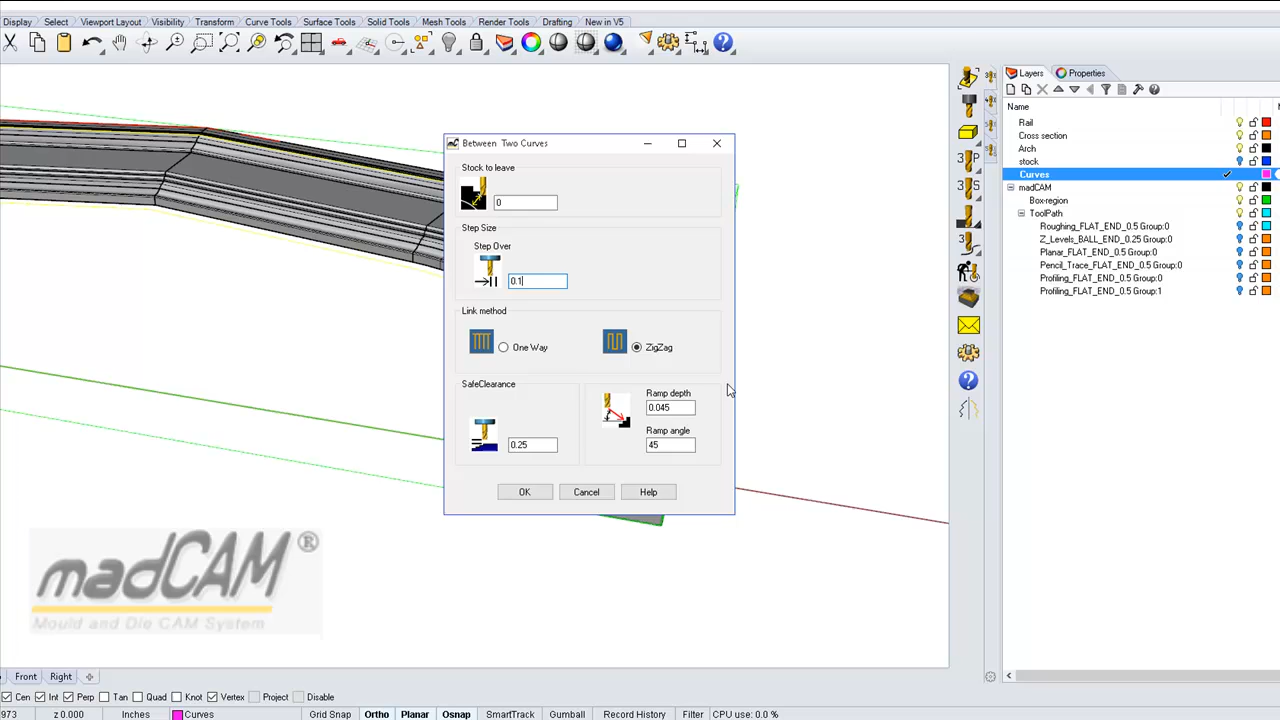 Display Select Viewport Layout Visibility Transform Curve Tools Surface Tools Solid Tools Mesh Tools Render Tools Drafting New in V5
Layers Properties
Name
Rail
Cross section
Arch
stock
Curves
madCAM
Box-region
ToolPath
Roughing_FLAT_END_0.5 Group:0
Z_Levels_BALL_END_0.25 Group:0
Planar_FLAT_END_0.5 Group:0
Pencil_Trace_FLAT_END_0.5 Group:0
Profiling_FLAT_END_0.5 Group:0
Profiling_FLAT_END_0.5 Group:1
Between Two Curves
Stock to leave
0
Step Size
Step Over
0.1
Link method
One Way ZigZag
SafeClearance
0.25
Ramp depth
0.045
Ramp angle
45
OK Cancel Help
3P
3S
3
madCAM ®
Mould and Die CAM System
Front Right
Cen Int Perp Tan Quad Knot Vertex Project Disable
973 z 0.000 Inches Curves Grid Snap Ortho Planar Osnap SmartTrack Gumball Record History Filter CPU use: 0.0 %